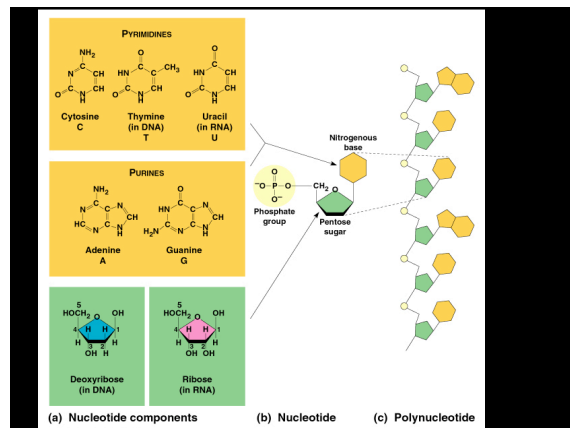 PYRIMIDINES
NH2
C
N
CH
C
CH
O
N
H
Cytosine
C
O
C
HN
C
CH3
C
CH
O
N
H
Thymine
(in DNA)
T
O
C
HN
CH
C
CH
O
N
H
Uracil
(in RNA)
U
PURINES
NH2
C
N
C
N
CH
HC
C
N
N
H
Adenine
A
O
C
HN
C
N
CH
C
C
H2N
N
N
H
Guanine
G
5
HOCH2
O
OH
4
H
H
1
H
3
2
H
OH
H
Deoxyribose
(in DNA)
5
HOCH2
O
OH
4
H
H
1
H
3
2
H
OH
OH
Ribose
(in RNA)
Nitrogenous
base
O
−O
P
O
CH2
O
O−
Phosphate
group
Pentose
sugar
(a) Nucleotide components
(b) Nucleotide
(c) Polynucleotide